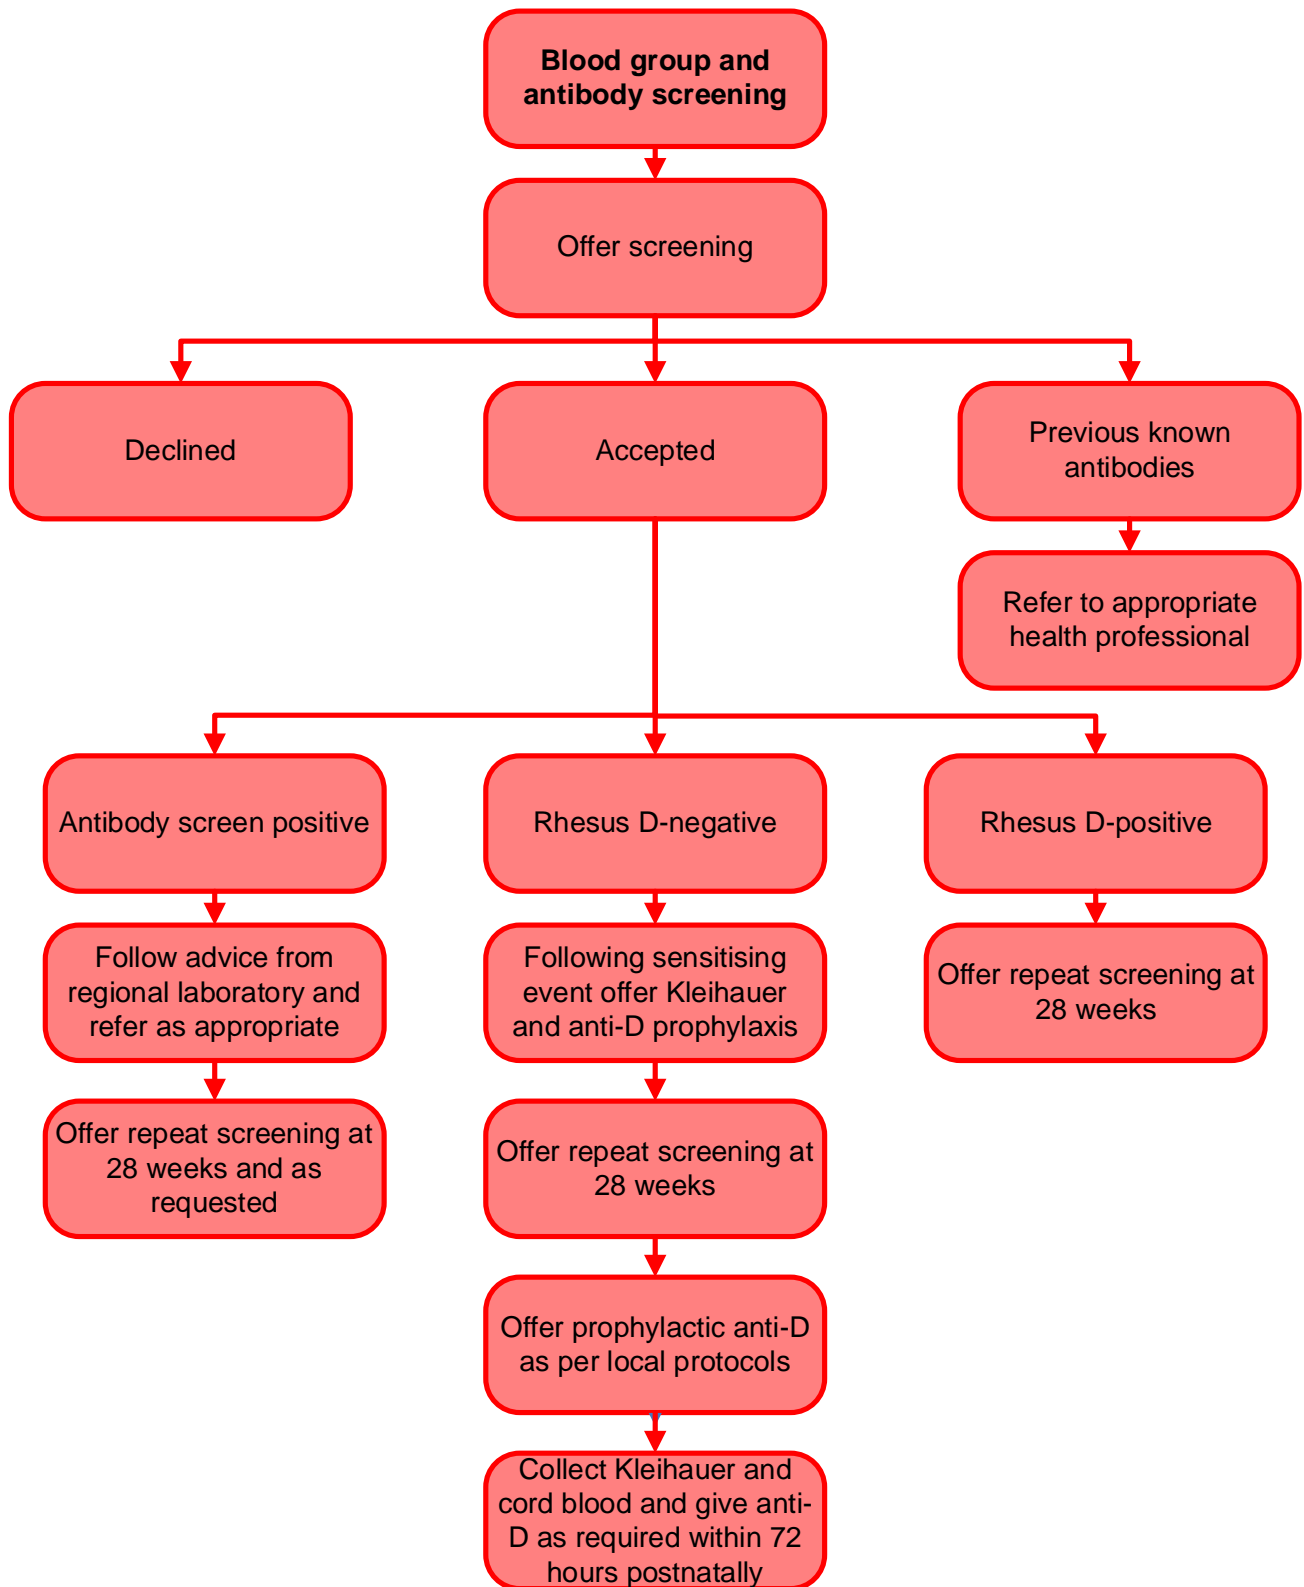 Blood group and
antibody screening
Offer screening
Declined
Accepted
Previous known
antibodies
Refer to appropriate
health professional
Antibody screen positive
Rhesus D-negative
Rhesus D-positive
Follow advice from
regional laboratory and
refer as appropriate
Following sensitising
event offer Kleihauer
and anti-D prophylaxis
Offer repeat screening at
28 weeks
Offer repeat screening at
28 weeks and as
requested
Offer repeat screening at
28 weeks
Offer prophylactic anti-D
as per local protocols
Collect Kleihauer and
cord blood and give anti-
D as required within 72
hours postnatally